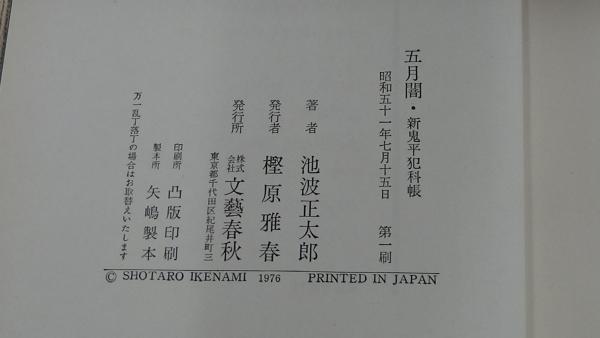 五月闇・新鬼平犯科帳
昭和五十一年七月十五日　第一刷
著者　池波正太郎
発行者　樫原雅春
発行所　株式会社文藝春秋
東京都千代田区紀尾井町三
印刷所　凸版印刷
製本所　矢嶋製本
万一乱丁落丁の場合はお取替えいたします
© SHOTARO IKENAMI 1976　PRINTED IN JAPAN